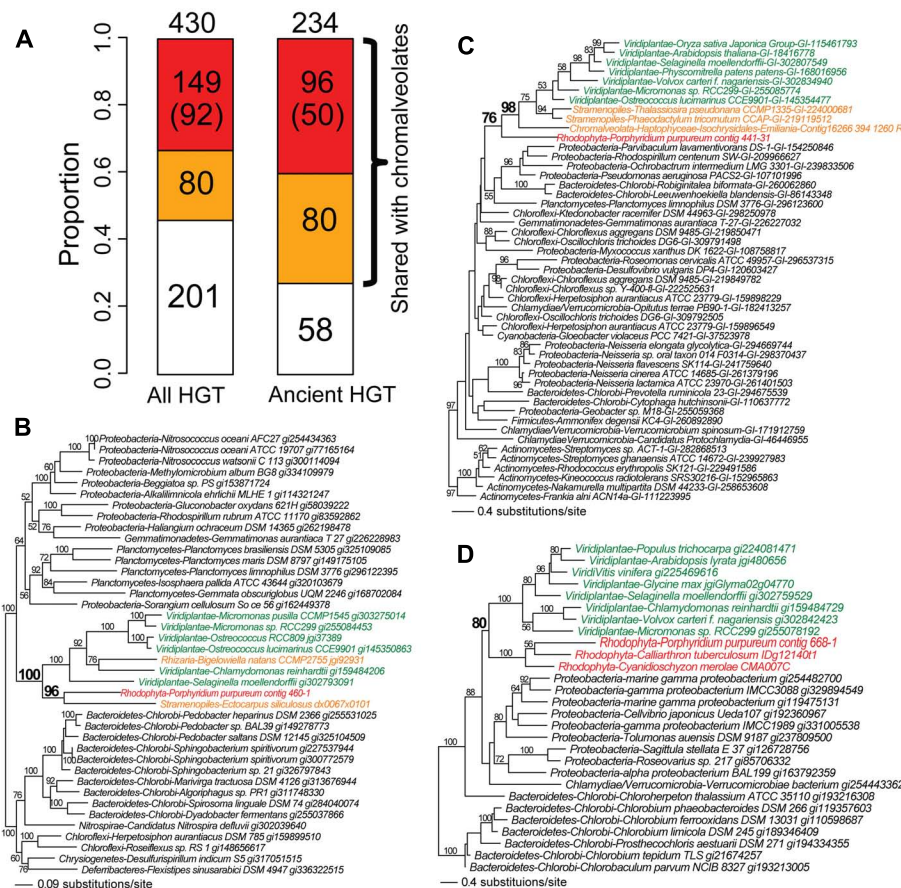 A
430
234
Proportion
1.0
0.8
0.6
0.4
0.2
0.0
149
(92)
80
201
96
(50)
80
58
Shared with chromalveolates
All HGT
Ancient HGT
B
Proteobacteria-Nitrosococcus oceani AFC27 gi254434363
Proteobacteria-Nitrosococcus oceani ATCC 19707 gi77165164
Proteobacteria-Nitrosococcus watsonii C 113 gi300114094
Proteobacteria-Methylomicrobium album BG8 gi334109979
Proteobacteria-Beggiatoa sp. PS gi153871724
Proteobacteria-Alkalilimnicola ehrlichii MLHE 1 gi114321247
Proteobacteria-Gluconobacter oxydans 621H gi58039222
Proteobacteria-Rhodospirillum rubrum ATCC 11170 gi83592862
Proteobacteria-Haliangium ochraceum DSM 14365 gi262198478
Gemmatimonadetes-Gemmatimonas aurantiaca T 27 gi226228983
Planctomycetes-Planctomyces brasiliensis DSM 5305 gi325109085
Planctomycetes-Planctomyces maris DSM 8797 gi149175105
Planctomycetes-Planctomyces limnophilus DSM 3776 gi296122395
Planctomycetes-Isosphaera pallida ATCC 43644 gi320103679
Planctomycetes-Gemmata obscuriglobus UQM 2246 gi168702084
Proteobacteria-Sorangium cellulosum So ce 56 gi162449378
Viridiplantae-Micromonas pusilla CCMP1545 gi303275014
Viridiplantae-Micromonas sp. RCC299 gi255084453
Viridiplantae-Ostreococcus RCC809 jgi37389
Viridiplantae-Ostreococcus lucimarinus CCE9901 gi145350863
Rhizaria-Bigelowiella natans CCMP2755 jgi92931
Viridiplantae-Chlamydomonas reinhardtii gi159484206
Viridiplantae-Selaginella moellendorffii gi302793091
Rhodophyta-Porphyridium purpureum contig 460-1
Stramenopiles-Ectocarpus siliculosus dx0067x0101
Bacteroidetes-Chlorobi-Pedobacter heparinus DSM 2366 gi255531025
Bacteroidetes-Chlorobi-Pedobacter sp. BAL39 gi149278773
Bacteroidetes-Chlorobi-Pedobacter saltans DSM 12145 gi325104509
Bacteroidetes-Chlorobi-Sphingobacterium spiritivorum gi227537944
Bacteroidetes-Chlorobi-Sphingobacterium spiritivorum gi300772579
Bacteroidetes-Chlorobi-Sphingobacterium sp. 21 gi326797843
Bacteroidetes-Chlorobi-Marivirga tractuosa DSM 4126 gi313676944
Bacteroidetes-Chlorobi-Algoriphagus sp. PR1 gi311748330
Bacteroidetes-Chlorobi-Spirosoma linguale DSM 74 gi284040074
Bacteroidetes-Chlorobi-Dyadobacter fermentans gi255037866
Nitrospirae-Candidatus Nitrospira defluvii gi302039640
Chloroflexi-Herpetosiphon aurantiacus DSM 785 gi159899510
Chloroflexi-Roseiflexus sp. RS 1 gi148656617
Chrysiogenetes-Desulfurispirillum indicum S5 gi317051515
Deferribacteres-Flexistipes sinusarabici DSM 4947 gi336322515
100
96
0.09 substitutions/site
C
Viridiplantae-Oryza sativa Japonica Group-GI-115461793
Viridiplantae-Arabidopsis thaliana-GI-18416778
Viridiplantae-Selaginella moellendorffii-GI-302807549
Viridiplantae-Physcomitrella patens patens-GI-168016956
Viridiplantae-Volvox carteri f. nagariensis-GI-302834940
Viridiplantae-Micromonas sp. RCC299-GI-255085774
Viridiplantae-Ostreococcus lucimarinus CCE9901-GI-145354477
Stramenopiles-Thalassiosira pseudonana CCMP1335-GI-224000681
Stramenopiles-Phaeodactylum tricornutum CCAP-GI-219119512
Chromalveolata-Haptophyceae-Isochrysidales-Emiliania-Contig16266 394 1260 R
Rhodophyta-Porphyridium purpureum contig 441-31
Proteobacteria-Parvibaculum lavamentivorans DS-1-GI-154250846
Proteobacteria-Rhodospirillum centenum SW-GI-209966627
Proteobacteria-Ochrobactrum intermedium LMG 3301-GI-239833506
Proteobacteria-Pseudomonas aeruginosa PACS2-GI-107101996
Bacteroidetes-Chlorobi-Robiginitalea biformata-GI-260062860
Bacteroidetes-Chlorobi-Leeuwenhoekiella blandensis-GI-86143348
Planctomycetes-Planctomyces limnophilus DSM 3776-GI-296123600
Chloroflexi-Ktedonobacter racemifer DSM 44963-GI-298250978
Gemmatimonadetes-Gemmatimonas aurantiaca T-27-GI-226227032
Chloroflexi-Chloroflexus aggregans DSM 9485-GI-219850471
Chloroflexi-Oscillochloris trichoides DG6-GI-309791498
Proteobacteria-Myxococcus xanthus DK 1622-GI-108758817
Proteobacteria-Roseomonas cervicalis ATCC 49957-GI-296537315
Proteobacteria-Desulfovibrio vulgaris DP4-GI-120603427
Chloroflexi-Chloroflexus aggregans DSM 9485-GI-219849782
Chloroflexi-Chloroflexus sp. Y-400-fl-GI-222525631
Chloroflexi-Herpetosiphon aurantiacus ATCC 23779-GI-159898229
Chlamydiae/Verrucomicrobia-Opitutus terrae PB90-1-GI-182413257
Chloroflexi-Oscillochloris trichoides DG6-GI-309792505
Chloroflexi-Herpetosiphon aurantiacus ATCC 23779-GI-159896549
Cyanobacteria-Gloeobacter violaceus PCC 7421-GI-37523978
Proteobacteria-Neisseria elongata glycolytica-GI-294669744
Proteobacteria-Neisseria sp. oral taxon 014 F0314-GI-298370437
Proteobacteria-Neisseria flavescens SK114-GI-241759640
Proteobacteria-Neisseria cinerea ATCC 14685-GI-261379196
Proteobacteria-Neisseria lactamica ATCC 23970-GI-261401503
Bacteroidetes-Chlorobi-Prevotella ruminicola 23-GI-294675539
Bacteroidetes-Chlorobi-Cytophaga hutchinsonii-GI-110637772
Proteobacteria-Geobacter sp. M18-GI-255059368
Firmicutes-Ammonifex degensii KC4-GI-260892890
Chlamydiae/Verrucomicrobia-Verrucomicrobium spinosum-GI-171912759
ChlamydiaeVerrucomicrobia-Candidatus Protochlamydia-GI-46446955
Actinomycetes-Streptomyces sp. ACT-1-GI-282868513
Actinomycetes-Streptomyces ghanaensis ATCC 14672-GI-239927983
Actinomycetes-Rhodococcus erythropolis SK121-GI-229491586
Actinomycetes-Kineococcus radiotolerans SRS30216-GI-152965863
Actinomycetes-Nakamurella multipartita DSM 44233-GI-258653608
Actinomycetes-Frankia alni ACN14a-GI-111223995
98
76
0.4 substitutions/site
D
Viridiplantae-Populus trichocarpa gi224081471
Viridiplantae-Arabidopsis lyrata jgi480656
ViridiVitis vinifera gi225469616
Viridiplantae-Glycine max jgiGlyma02g04770
Viridiplantae-Selaginella moellendorffii gi302759529
Viridiplantae-Chlamydomonas reinhardtii gi159484729
Viridiplantae-Volvox carteri f. nagariensis gi302842423
Viridiplantae-Micromonas sp. RCC299 gi255078192
Rhodophyta-Porphyridium purpureum contig 668-1
Rhodophyta-Calliarthron tuberculosum IDg12140t1
Rhodophyta-Cyanidioschyzon merolae CMA007C
Proteobacteria-marine gamma proteobacterium gi254482700
Proteobacteria-gamma proteobacterium IMCC3088 gi329894549
Proteobacteria-marine gamma proteobacterium gi119475131
Proteobacteria-Cellvibrio japonicus Ueda107 gi192360967
Proteobacteria-gamma proteobacterium IMCC1989 gi331005538
Proteobacteria-Tolumonas auensis DSM 9187 gi237809500
Proteobacteria-Sagittula stellata E 37 gi126728756
Proteobacteria-Roseovarius sp. 217 gi85706332
Proteobacteria-alpha proteobacterium BAL199 gi163792359
Chlamydiae/Verrucomicrobia-Verrucomicrobiae bacterium gi254443362
Bacteroidetes-Chlorobi-Chloroherpeton thalassium ATCC 35110 gi193216308
Bacteroidetes-Chlorobi-Chlorobium phaeobacteroides DSM 266 gi119357603
Bacteroidetes-Chlorobi-Chlorobium ferrooxidans DSM 13031 gi110598687
Bacteroidetes-Chlorobi-Chlorobium limicola DSM 245 gi189346409
Bacteroidetes-Chlorobi-Prosthecochloris aestuarii DSM 271 gi194334355
Bacteroidetes-Chlorobi-Chlorobium tepidum TLS gi21674257
Bacteroidetes-Chlorobi-Chlorobaculum parvum NCIB 8327 gi193213005
80
0.4 substituions/site